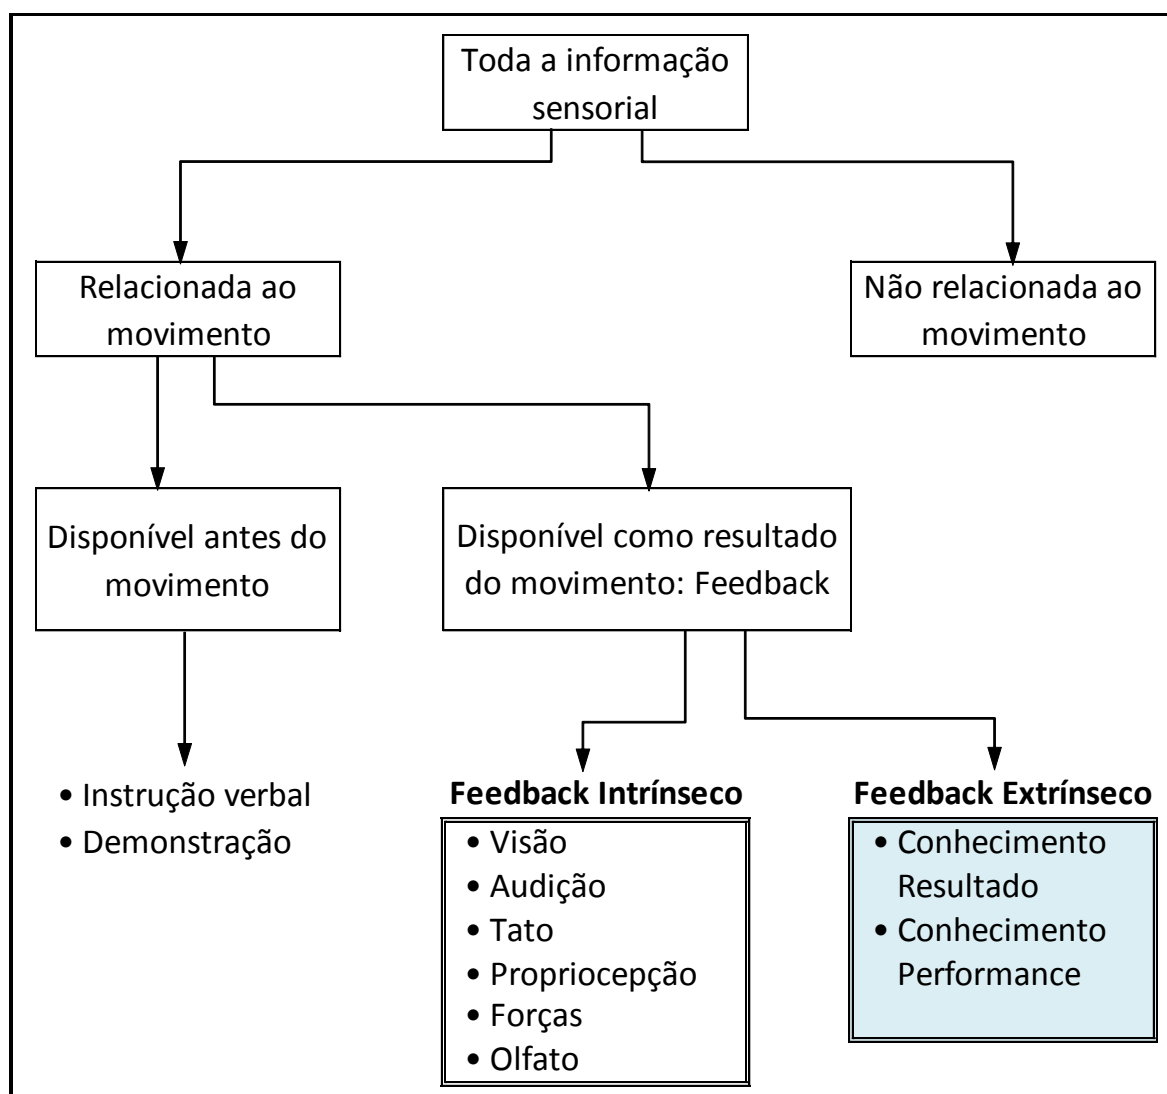 Toda a informação
sensorial
Relacionada ao
movimento
Não relacionada ao
movimento
Disponível antes do
movimento
Disponível como resultado
do movimento: Feedback
• Instrução verbal
• Demonstração
Feedback Intrínseco
• Visão
• Audição
• Tato
• Propriocepção
• Forças
• Olfato
Feedback Extrínseco
• Conhecimento
Resultado
• Conhecimento
Performance